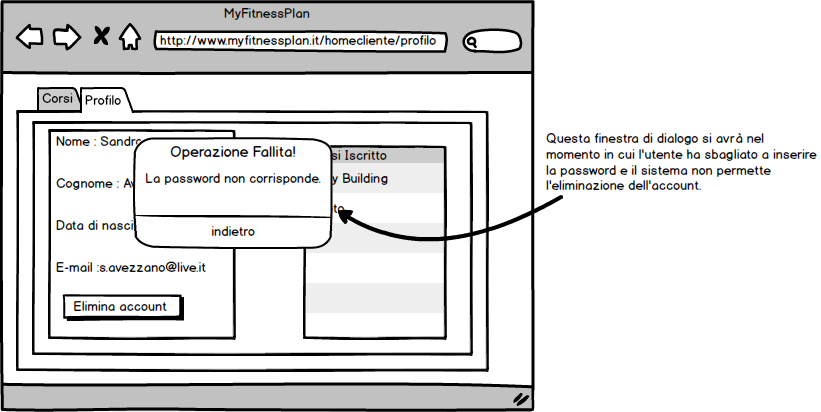 MyFitnessPlan
http://www.myfitnessplan.it/homecliente/profilo
Corsi
Profilo
Nome : Sandro
Cognome : Av
Data di nasci
E-mail :s.avezzano@live.it
Elimina account
Operazione Fallita!
La password non corrisponde.
indietro
si Iscritto
y Building
to
Questa finestra di dialogo si avrà nel
momento in cui l'utente ha sbagliato a inserire
la password e il sistema non permette
l'eliminazione dell'account.